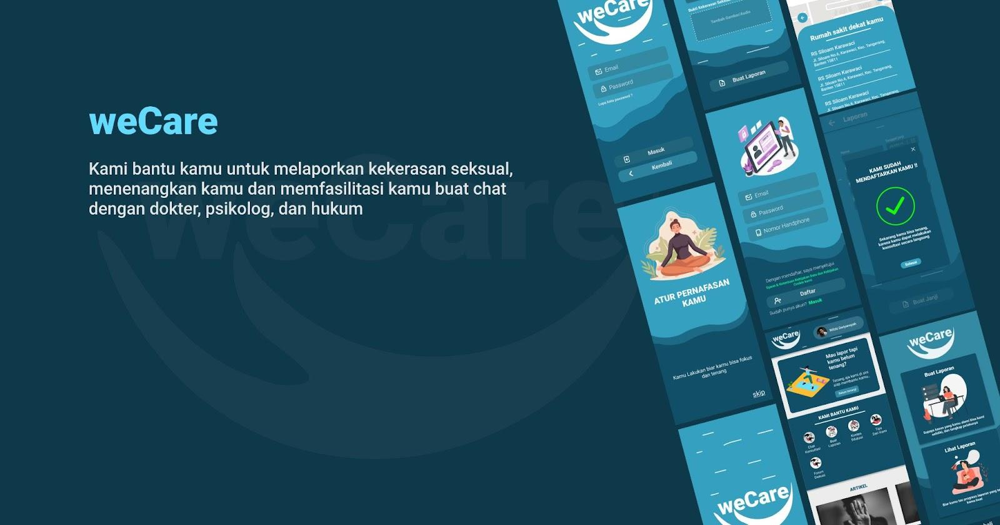 weCare
Kami bantu kamu untuk melaporkan kekerasan seksual,
menenangkan kamu dan memfasilitasi kamu buat chat
dengan dokter, psikolog, dan hukum
weCare
weCare
Email
Password
Lupa kata password ?
Masuk
Kembali
Bukti Kekerasan Seksual
Tambah Gambar/Audio
Buat Laporan
Rumah sakit dekat kamu
RS Siloam Karawaci
Jl. Siloam No.6, Karawaci, Kec. Tangerang,
Banten 15811
RS Siloam Karawaci
Jl. Siloam No.6, Karawaci, Kec. Tangerang,
Banten 15811
RS Siloam Karawaci
Jl. Siloam No.6, Karawaci, Kec. Tangerang,
ATUR PERNAFASAN
KAMU
Kamu Lakukan biar kamu bisa fokus
dan tenang
skip
Email
Password
Nomor Handphone
Dengan mendaftar, saya menyetujui
Syarat & Ketentuan Kebijakan Data dan Kebijakan
Cookie kami
Daftar
Sudah punya akun? Masuk
Laporan
KAMI SUDAH
MENDAFTARKAN KAMU !!
Sekarang kamu bisa tenang,
karena kamu dapat melakukan
konsultasi secara langsung
Selesai
Buat Janji
weCare
weCare
Rifcki Deriyansyah
Mau lapor tapi
kamu belum
tenang?
Tenang aja kami di sini
siap membantu kamu..
KAMI BANTU KAMU
Chat
Konsultasi
Buat
Laporan
Konten
Edukasi
Tips
Dari Kami
Forum
Diskusi
ARTIKEL
weCare
Buat Laporan
Supaya kasus yang kamu alami bisa kami
selidiki, dan tangkap pelakunya
Lihat Laporan
Biar kamu tau progress laporan yang
kamu buat